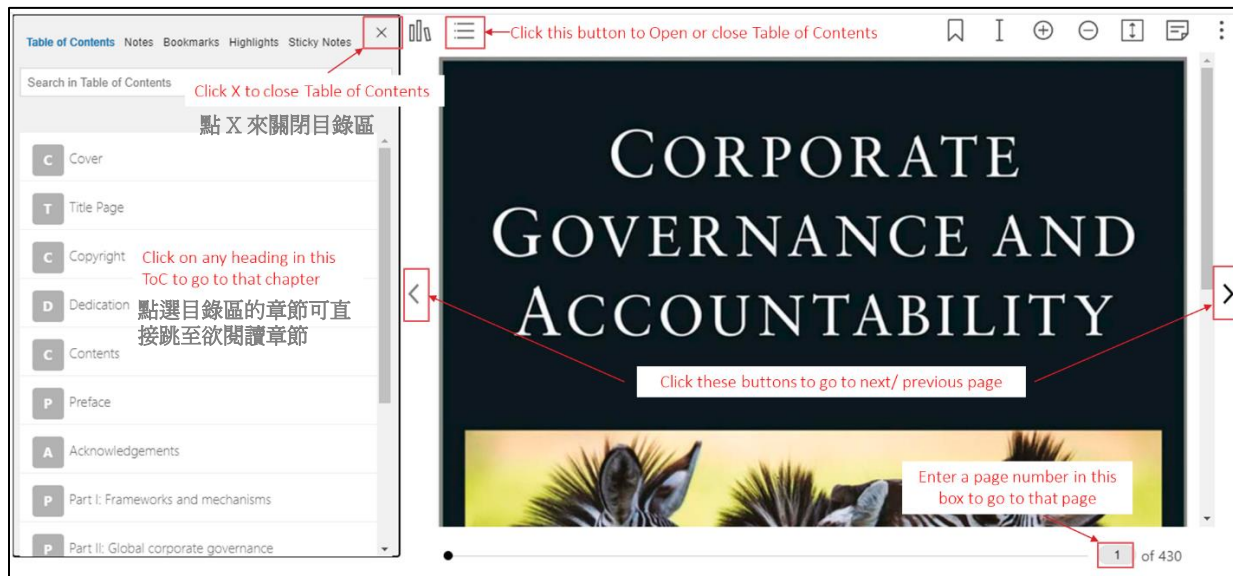 Table of Contents Notes Bookmarks Highlights Sticky Notes
Click this button to Open or close Table of Contents
Search in Table of Contents
Click X to close Table of Contents
點 X 來關閉目錄區
C Cover
T Title Page
C Copyright
Click on any heading in this
ToC to go to that chapter
D Dedication
點選目錄區的章節可直
接跳至欲閱讀章節
C Contents
P Preface
A Acknowledgements
P Part I: Frameworks and mechanisms
P Part II: Global corporate governance
CORPORATE
GOVERNANCE AND
ACCOUNTABILITY
Click these buttons to go to next/ previous page
Enter a page number in this
box to go to that page
1 of 430